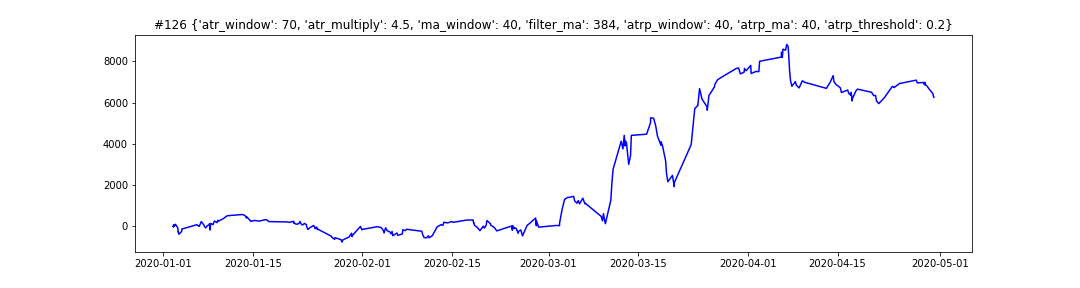 #126 {'atr_window': 70, 'atr_multiply': 4.5, 'ma_window': 40, 'filter_ma': 384, 'atrp_window': 40, 'atrp_ma': 40, 'atrp_threshold': 0.2}
8000
6000
4000
2000
0
2020-01-01 2020-01-15 2020-02-01 2020-02-15 2020-03-01 2020-03-15 2020-04-01 2020-04-15 2020-05-01